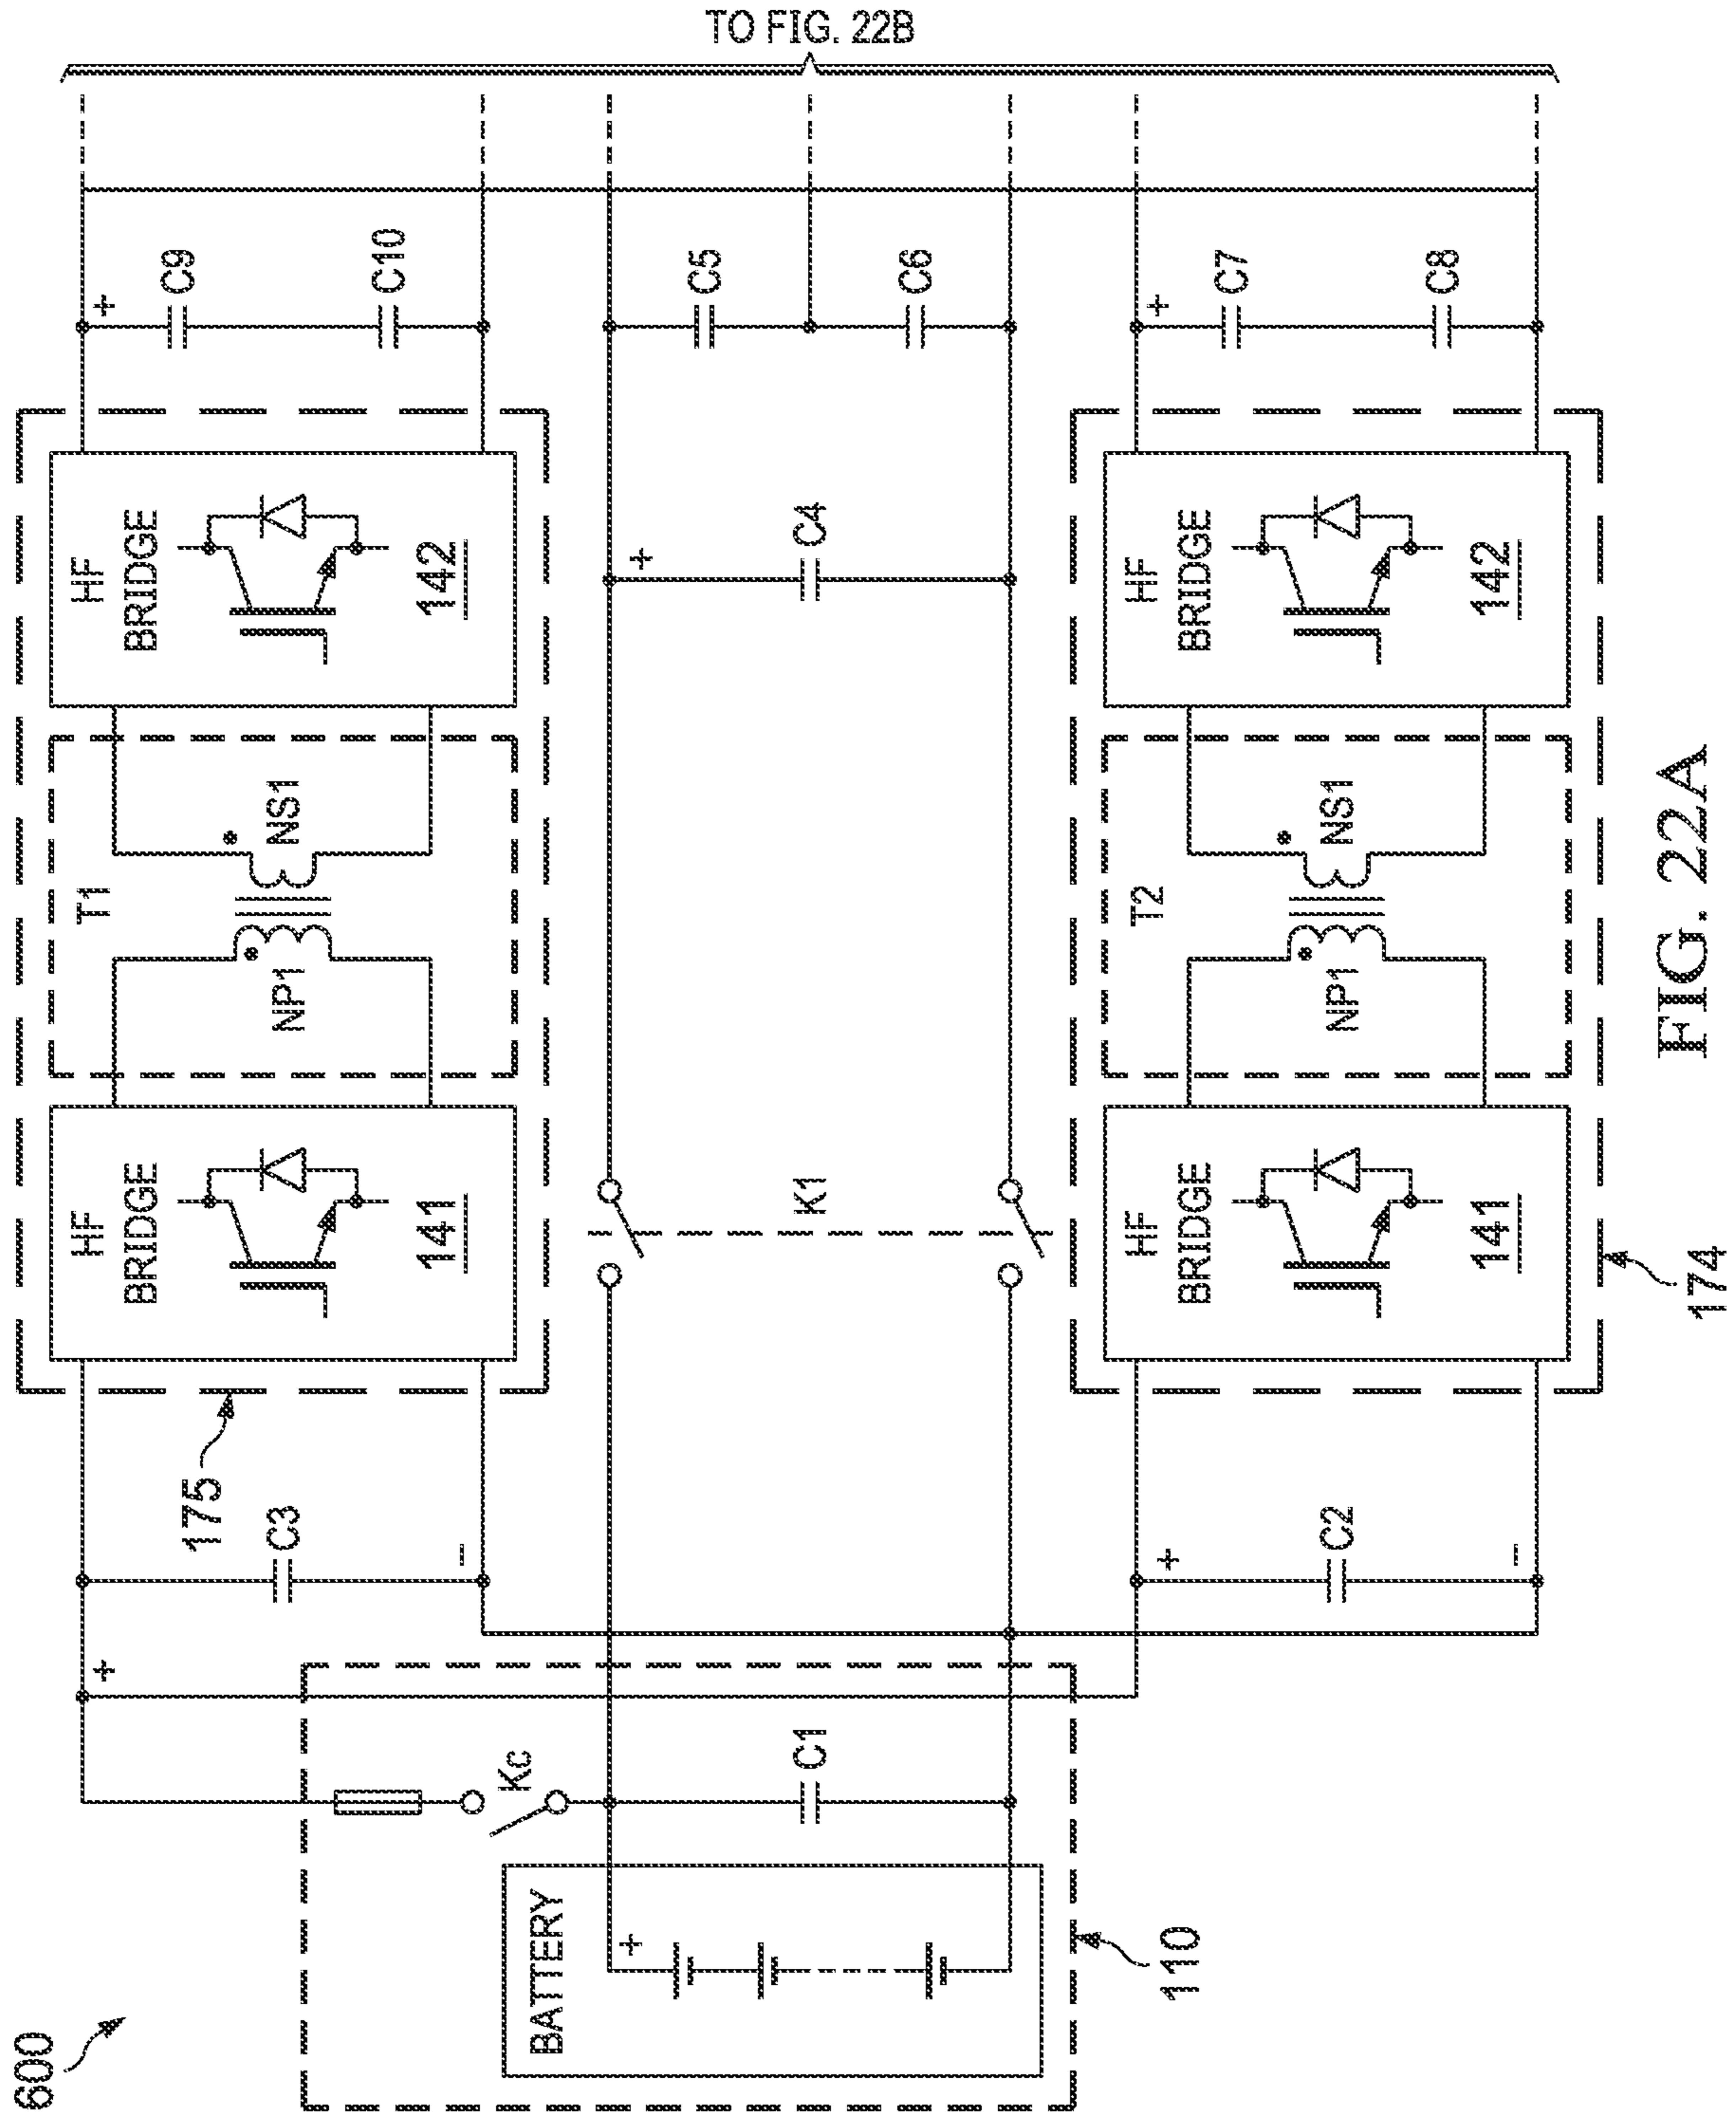 TO FIG. 22B
C9
C10
C5
C6
C7
C8
+
+
HF
BRIDGE
142
C4
+
HF
BRIDGE
142
T1
NS1
NP1
T2
NS1
NP1
FIG. 22A
HF
BRIDGE
141
K1
HF
BRIDGE
141
174
175
C3
−
+
C2
+
−
Kc
C1
BATTERY
+
110
600